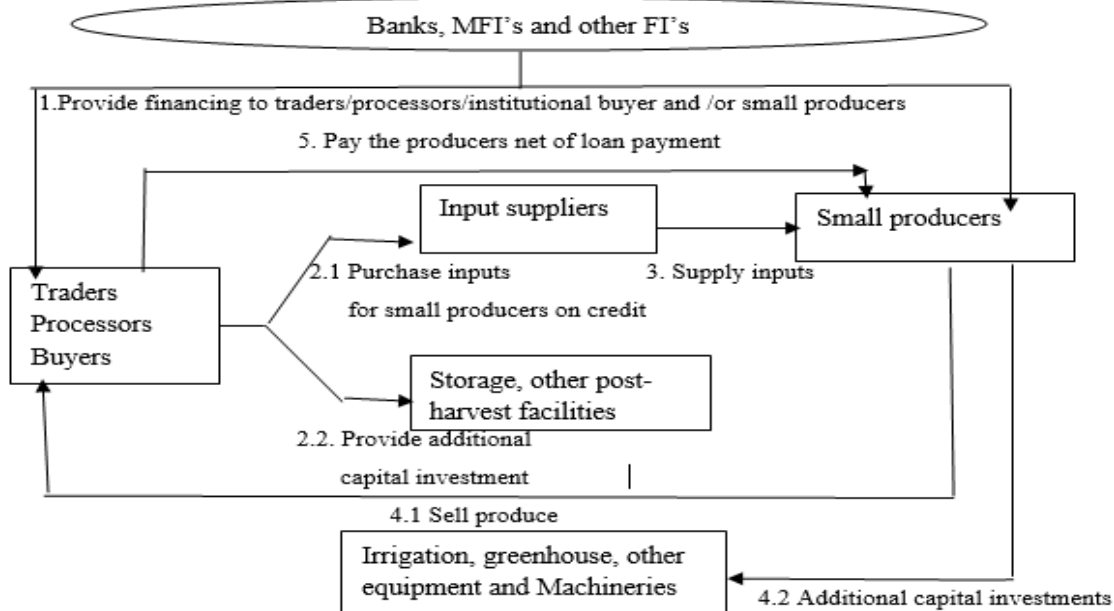 Banks, MFI's and other FI's
1.Provide financing to traders/processors/institutional buyer and /or small producers
5. Pay the producers net of loan payment
Input suppliers
Small producers
2.1 Purchase inputs
for small producers on credit
3. Supply inputs
Traders
Processors
Buyers
Storage, other post-
harvest facilities
2.2. Provide additional
capital investment
4.1 Sell produce
Irrigation, greenhouse, other
equipment and Machineries
4.2 Additional capital investments